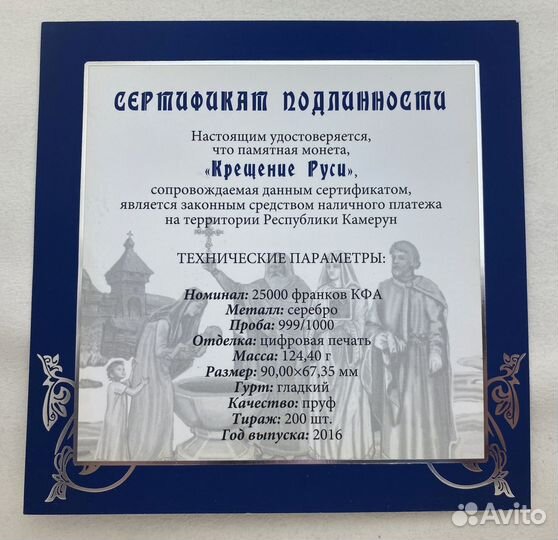 СЕРТИФИКАТ ПОДЛИННОСТИ
Настоящим удостоверяется,
что памятная монета,
«Крещение Руси»,
сопровождаемая данным сертификатом,
является законным средством наличного платежа
на территории Республики Камерун
ТЕХНИЧЕСКИЕ ПАРАМЕТРЫ:
Номинал: 25000 франков КФА
Металл: серебро
Проба: 999/1000
Отделка: цифровая печать
Масса: 124,40 г
Размер: 90,00×67,35 мм
Гурт: гладкий
Качество: пруф
Тираж: 200 шт.
Год выпуска: 2016
Avito